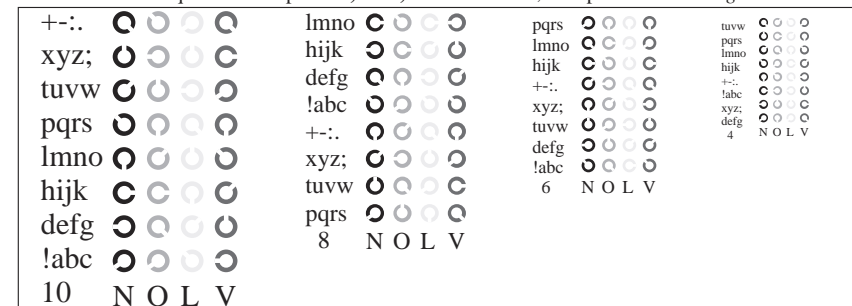 +-:.
xyz;
tuvw
pqrs
lmno
hijk
defg
!abc
10 N O L V
lmno
hijk
defg
!abc
+-:.
xyz;
tuvw
pqrs
8 N O L V
pqrs
lmno
hijk
+-:.
xyz;
tuvw
defg
!abc
6 N O L V
tuvw
pqrs
lmno
hijk
+-:.
!abc
xyz;
defg
4 N O L V